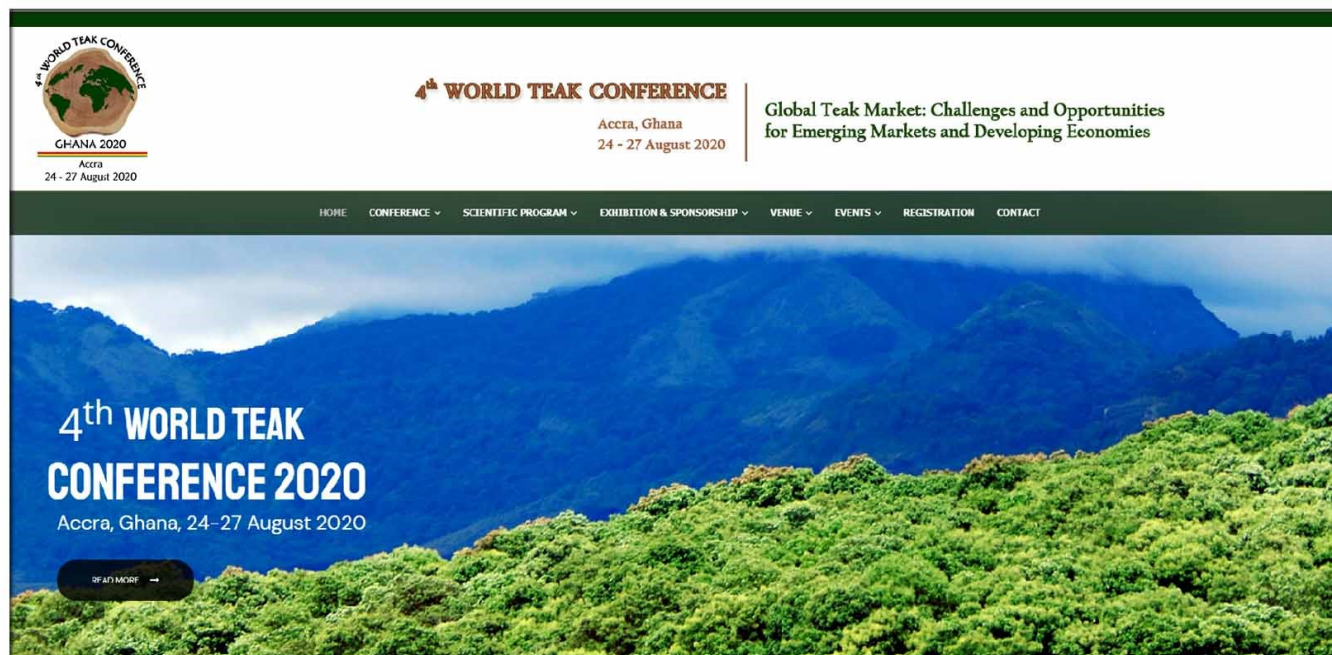 4th WORLD TEAK CONFERENCE
GHANA 2020
Accra
24 - 27 August 2020
4th WORLD TEAK CONFERENCE
Accra, Ghana
24 - 27 August 2020
Global Teak Market: Challenges and Opportunities
for Emerging Markets and Developing Economies
HOME CONFERENCE SCIENTIFIC PROGRAM EXHIBITION & SPONSORSHIP VENUE EVENTS REGISTRATION CONTACT
4th WORLD TEAK
CONFERENCE 2020
Accra, Ghana, 24–27 August 2020
READ MORE →